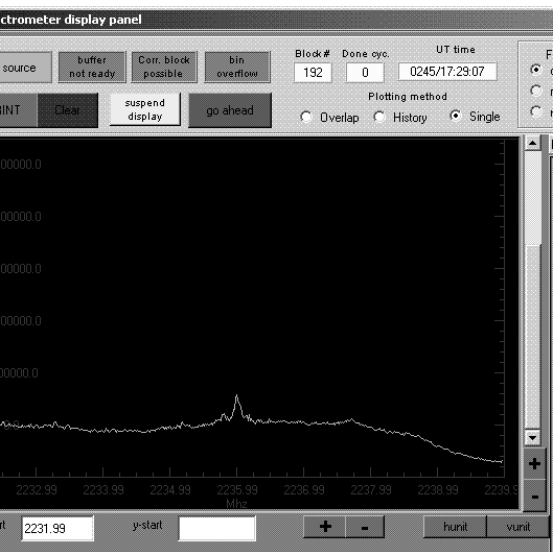 ctrometer display panel
Block# Done cyc. UT time
source buffer not ready Corr. block possible bin overflow
192 0 0245/17:29:07
Plotting method
INT Clear suspend display go ahead
Overlap History Single
00000.0
00000.0
00000.0
00000.0
00000.0
2232.99 2233.99 2234.99 2235.99 2236.99 2237.99 2238.99 2239.9
Mhz
rt 2231.99 y-start + - hunit vunit
+
-